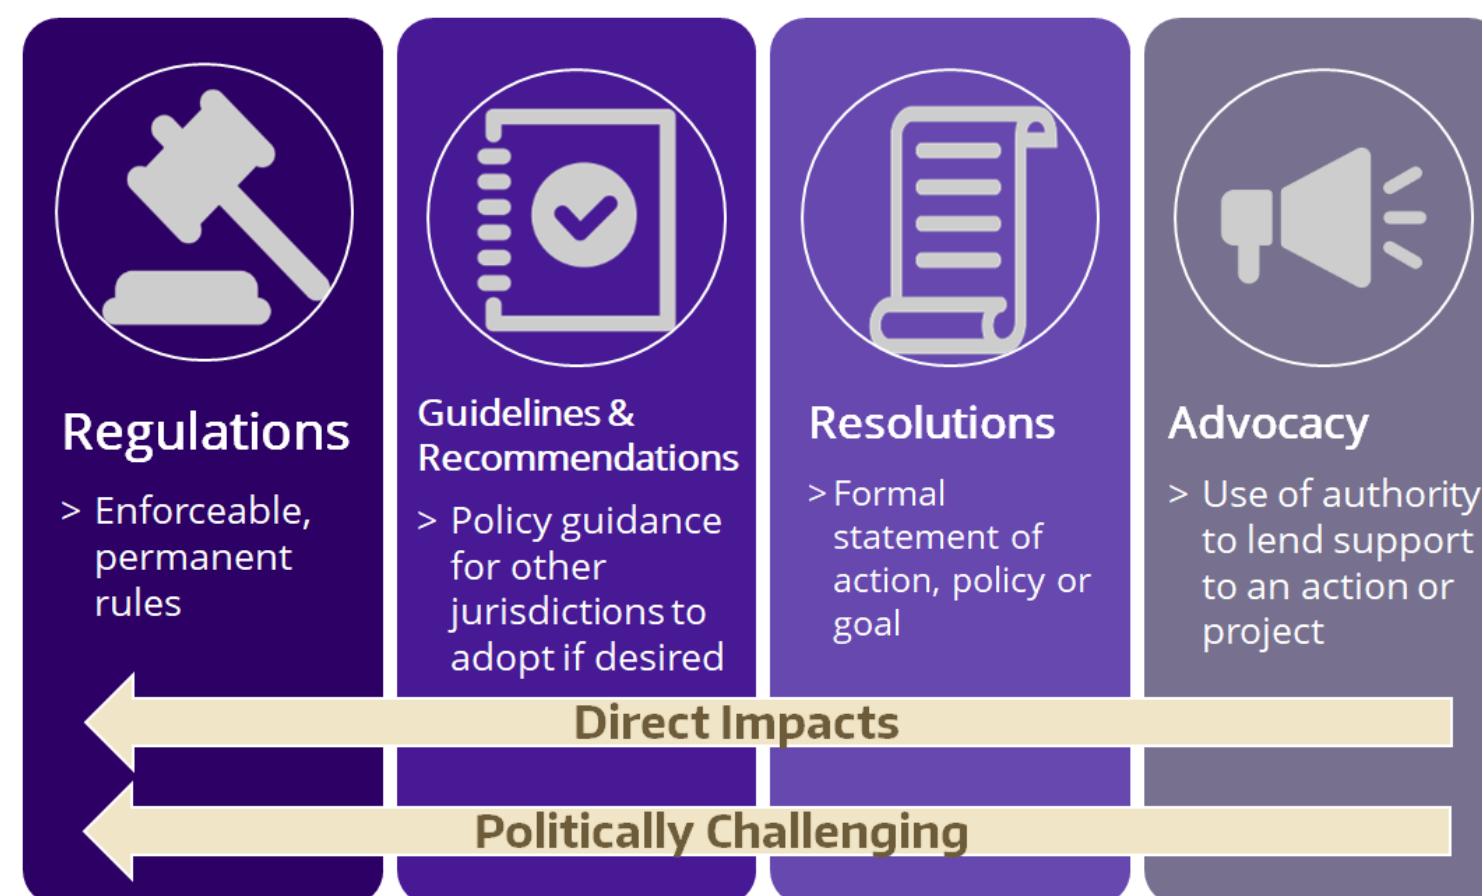 Regulations
> Enforceable,
permanent
rules
Guidelines &
Recommendations
> Policy guidance
for other
jurisdictions to
adopt if desired
Resolutions
> Formal
statement of
action, policy or
goal
Advocacy
> Use of authority
to lend support
to an action or
project
Direct Impacts
Politically Challenging